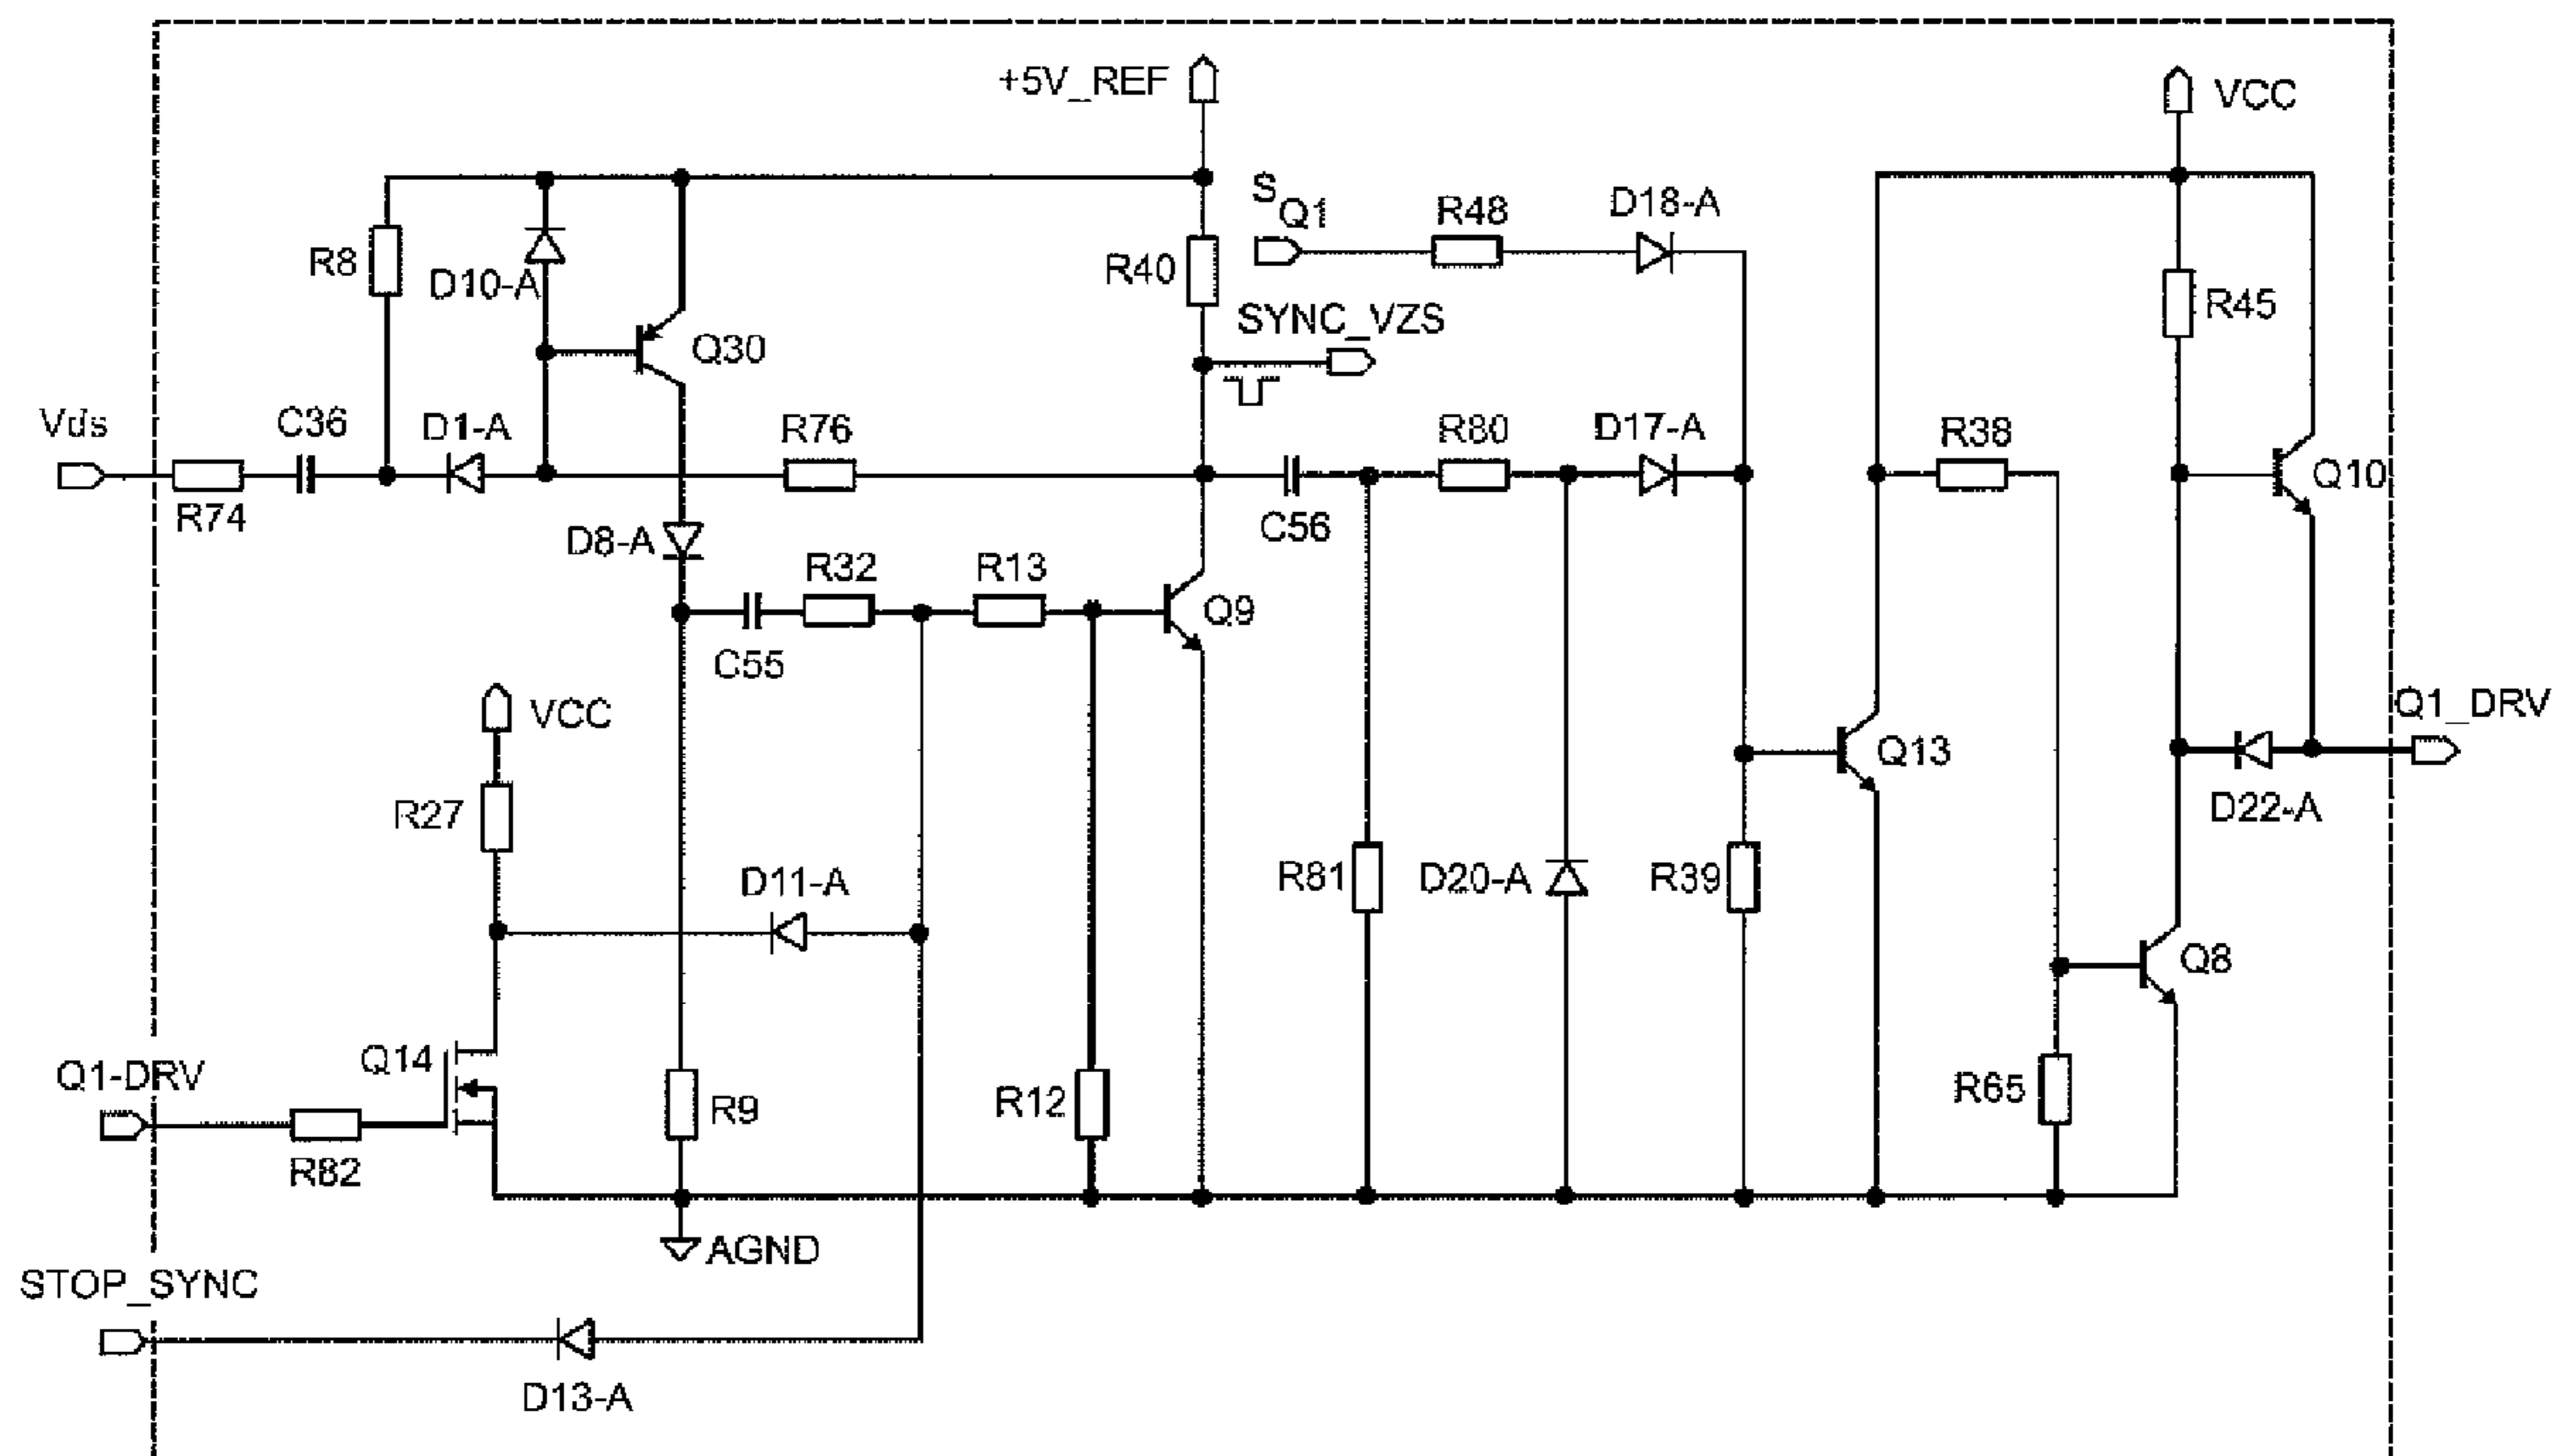 +5V_REF
VCC
S
Q1
R48
D18-A
R8
D10-A
R40
R45
SYNC_VZS
Q30
Vds
C36
D1-A
R76
R80
D17-A
R38
Q10
R74
D8-A
C56
R32
R13
Q9
C55
VCC
Q1_DRV
Q13
R27
D22-A
D11-A
R81
D20-A
R39
Q8
Q14
Q1-DRV
R9
R12
R65
R82
AGND
STOP_SYNC
D13-A